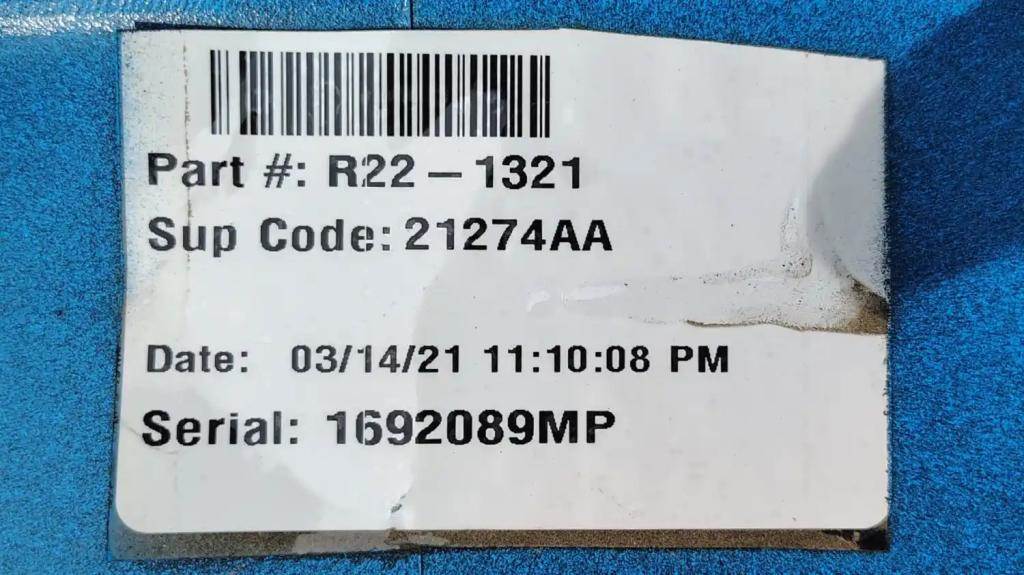 Part #: R22-1321
Sup Code: 21274AA
Date: 03/14/21 11:10:08 PM
Serial: 1692089MP